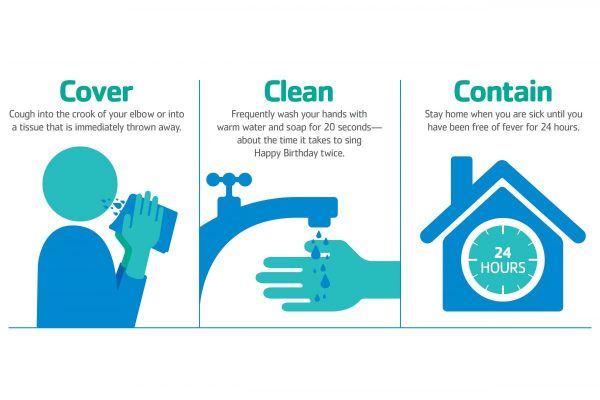 Cover
Cough into the crook of your elbow or into
a tissue that is immediately thrown away.
Clean
Frequently wash your hands with
warm water and soap for 20 seconds—
about the time it takes to sing
Happy Birthday twice.
Contain
Stay home when you are sick until you
have been free of fever for 24 hours.
24
HOURS